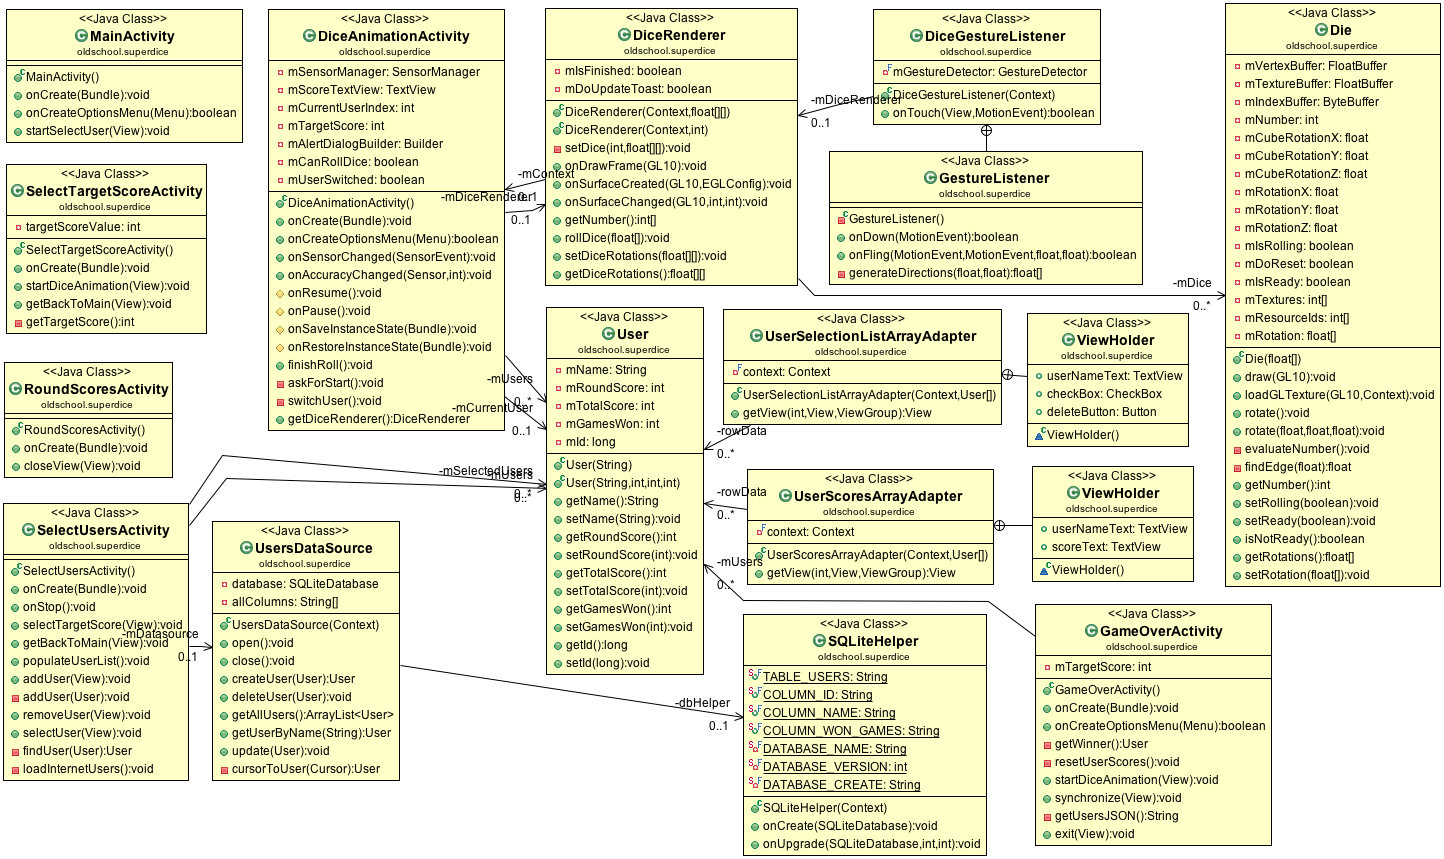 <<Java Class>>
MainActivity
oldschool.superdice
MainActivity()
onCreate(Bundle):void
onCreateOptionsMenu(Menu):boolean
startSelectUser(View):void
<<Java Class>>
SelectTargetScoreActivity
oldschool.superdice
targetScoreValue: int
SelectTargetScoreActivity()
onCreate(Bundle):void
startDiceAnimation(View):void
getBackToMain(View):void
getTargetScore():int
<<Java Class>>
RoundScoresActivity
oldschool.superdice
RoundScoresActivity()
onCreate(Bundle):void
closeView(View):void
<<Java Class>>
SelectUsersActivity
oldschool.superdice
SelectUsersActivity()
onCreate(Bundle):void
onStop():void
selectTargetScore(View):void
getBackToMain(View):void
populateUserList():void
addUser(View):void
addUser(User):void
removeUser(View):void
selectUser(View):void
findUser(User):User
loadInternetUsers():void
-mDatasource
0..1
<<Java Class>>
UsersDataSource
oldschool.superdice
database: SQLiteDatabase
allColumns: String[]
UsersDataSource(Context)
open():void
close():void
createUser(User):User
deleteUser(User):void
getAllUsers():ArrayList<User>
getUserByName(String):User
update(User):void
cursorToUser(Cursor):User
<<Java Class>>
DiceAnimationActivity
oldschool.superdice
mSensorManager: SensorManager
mScoreTextView: TextView
mCurrentUserIndex: int
mTargetScore: int
mAlertDialogBuilder: Builder
mCanRollDice: boolean
mUserSwitched: boolean
DiceAnimationActivity()
onCreate(Bundle):void
onCreateOptionsMenu(Menu):boolean
onSensorChanged(SensorEvent):void
onAccuracyChanged(Sensor,int):void
onResume():void
onPause():void
onSaveInstanceState(Bundle):void
onRestoreInstanceState(Bundle):void
finishRoll():void
askForStart():void
switchUser():void
getDiceRenderer():DiceRenderer
-mContext
0..1
-mDiceRenderer
0..1
-mUsers
0..*
-mCurrentUser
0..1
-mSelectedUsers
0..*
-mUsers
0..*
<<Java Class>>
DiceRenderer
oldschool.superdice
mIsFinished: boolean
mDoUpdateToast: boolean
DiceRenderer(Context,float[][])
DiceRenderer(Context,int)
setDice(int,float[][]):void
onDrawFrame(GL10):void
onSurfaceCreated(GL10,EGLConfig):void
onSurfaceChanged(GL10,int,int):void
getNumber():int[]
rollDice(float[]):void
setDiceRotations(float[][]):void
getDiceRotations():float[][]
<<Java Class>>
User
oldschool.superdice
mName: String
mRoundScore: int
mTotalScore: int
mGamesWon: int
mId: long
User(String)
User(String,int,int,int)
getName():String
setName(String):void
getRoundScore():int
setRoundScore(int):void
getTotalScore():int
setTotalScore(int):void
getGamesWon():int
setGamesWon(int):void
getId():long
setId(long):void
<<Java Class>>
DiceGestureListener
oldschool.superdice
mGestureDetector: GestureDetector
DiceGestureListener(Context)
onTouch(View,MotionEvent):boolean
-mDiceRenderer
0..1
<<Java Class>>
GestureListener
oldschool.superdice
GestureListener()
onDown(MotionEvent):boolean
onFling(MotionEvent,MotionEvent,float,float):boolean
generateDirections(float,float):float[]
-mDice
0..*
<<Java Class>>
UserSelectionListArrayAdapter
oldschool.superdice
context: Context
UserSelectionListArrayAdapter(Context,User[])
getView(int,View,ViewGroup):View
-rowData
0..*
<<Java Class>>
ViewHolder
oldschool.superdice
userNameText: TextView
checkBox: CheckBox
deleteButton: Button
ViewHolder()
<<Java Class>>
UserScoresArrayAdapter
oldschool.superdice
context: Context
UserScoresArrayAdapter(Context,User[])
getView(int,View,ViewGroup):View
-rowData
0..*
<<Java Class>>
ViewHolder
oldschool.superdice
userNameText: TextView
scoreText: TextView
ViewHolder()
-mUsers
0..*
<<Java Class>>
SQLiteHelper
oldschool.superdice
TABLE_USERS: String
COLUMN_ID: String
COLUMN_NAME: String
COLUMN_WON_GAMES: String
DATABASE_NAME: String
DATABASE_VERSION: int
DATABASE_CREATE: String
SQLiteHelper(Context)
onCreate(SQLiteDatabase):void
onUpgrade(SQLiteDatabase,int,int):void
-dbHelper
0..1
<<Java Class>>
GameOverActivity
oldschool.superdice
mTargetScore: int
GameOverActivity()
onCreate(Bundle):void
onCreateOptionsMenu(Menu):boolean
getWinner():User
resetUserScores():void
startDiceAnimation(View):void
synchronize(View):void
getUsersJSON():String
exit(View):void
<<Java Class>>
Die
oldschool.superdice
mVertexBuffer: FloatBuffer
mTextureBuffer: FloatBuffer
mIndexBuffer: ByteBuffer
mNumber: int
mCubeRotationX: float
mCubeRotationY: float
mCubeRotationZ: float
mRotationX: float
mRotationY: float
mRotationZ: float
mIsRolling: boolean
mDoReset: boolean
mIsReady: boolean
mTextures: int[]
mResourceIds: int[]
mRotation: float[]
Die(float[])
draw(GL10):void
loadGLTexture(GL10,Context):void
rotate():void
rotate(float,float,float):void
evaluateNumber():void
findEdge(float):float
getNumber():int
setRolling(boolean):void
setReady(boolean):void
isNotReady():boolean
getRotations():float[]
setRotation(float[]):void